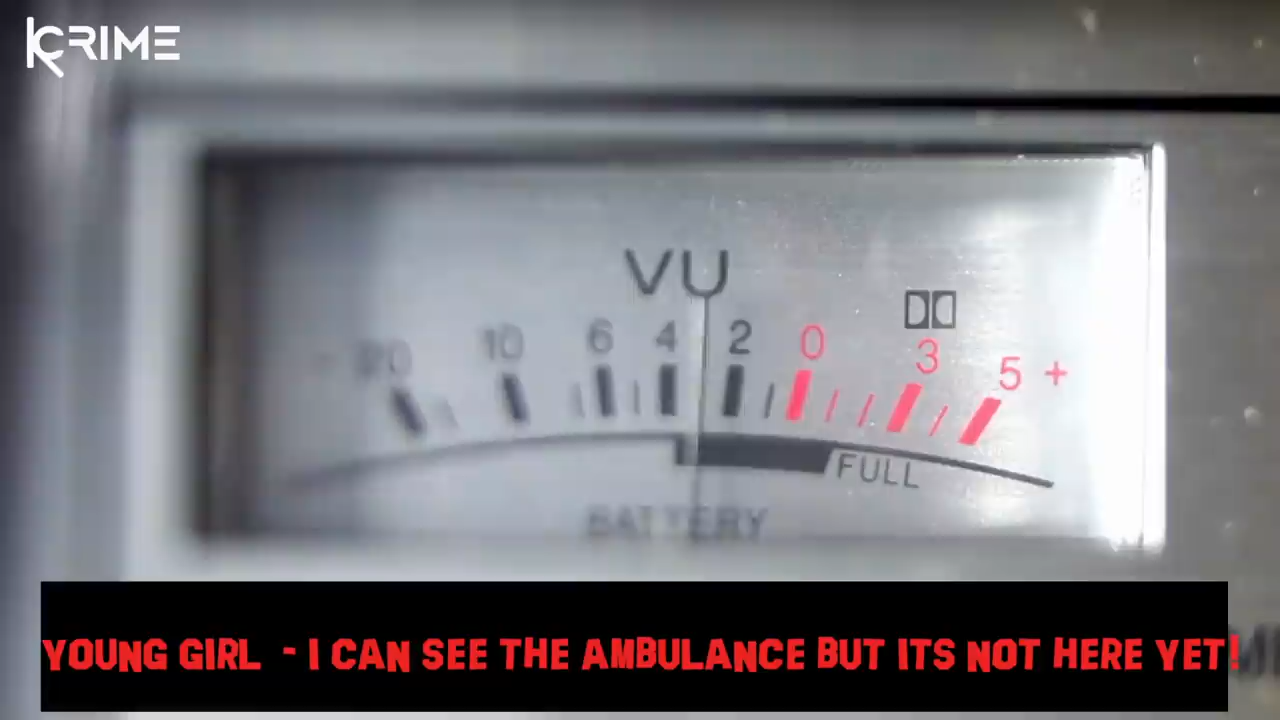 KCRIME
VU
- 20 10 6 4 2 0 3 5 +
FULL
BATTERY
YOUNG GIRL - I CAN SEE THE AMBULANCE BUT ITS NOT HERE YET!